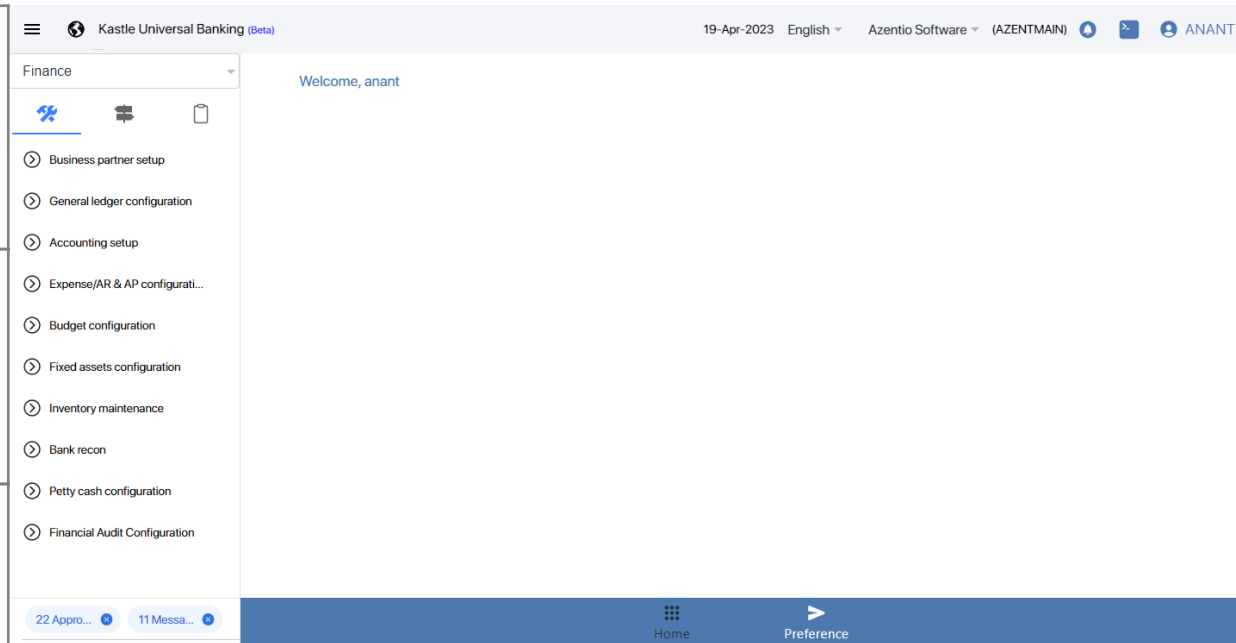 Kastle Universal Banking (Beta)
19-Apr-2023 English Azentio Software (AZENTMAIN) ANANT
Finance
Welcome, anant
Business partner setup
General ledger configuration
Accounting setup
Expense/AR & AP configurati...
Budget configuration
Fixed assets configuration
Inventory maintenance
Bank recon
Petty cash configuration
Financial Audit Configuration
22 Appro... 11 Messa...
Home Preference